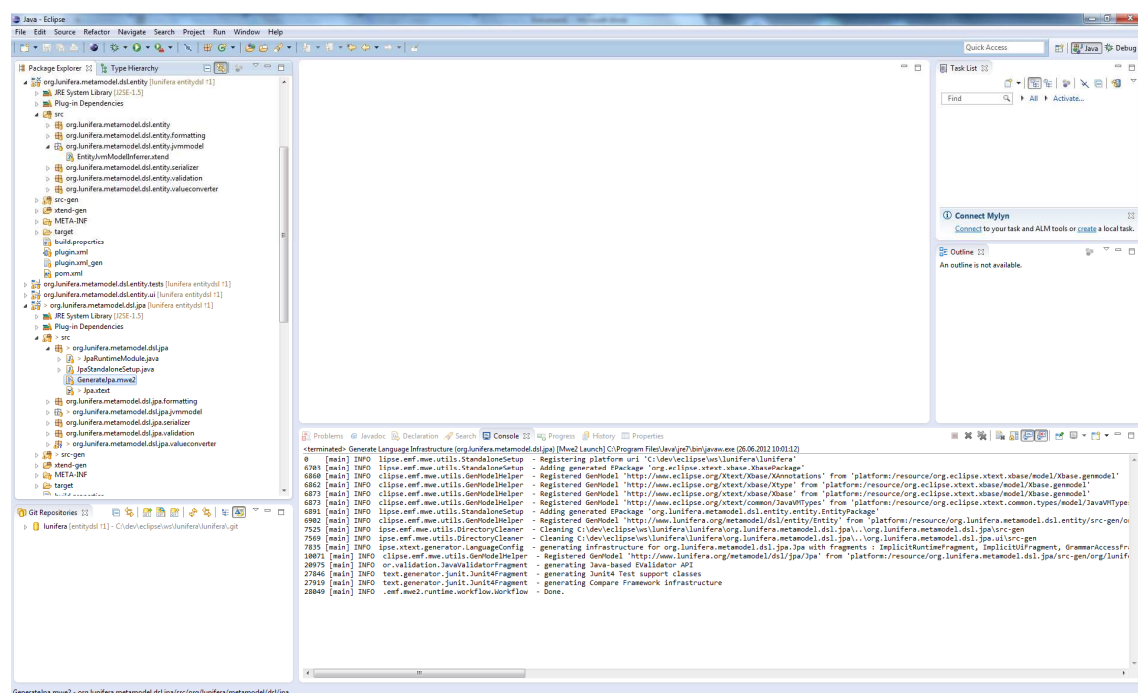 Java - Eclipse
File Edit Source Refactor Navigate Search Project Run Window Help
Quick Access
Java
Debug
Package Explorer
Type Hierarchy
org.lunifera.metamodel.dsl.entity [lunifera entitydsl ↑1]
JRE System Library [J2SE-1.5]
Plug-in Dependencies
src
org.lunifera.metamodel.dsl.entity
org.lunifera.metamodel.dsl.entity.formatting
org.lunifera.metamodel.dsl.entity.jvmmodel
EntityJvmModelInferrer.xtend
org.lunifera.metamodel.dsl.entity.serializer
org.lunifera.metamodel.dsl.entity.validation
org.lunifera.metamodel.dsl.entity.valueconverter
src-gen
xtend-gen
META-INF
target
build.properties
plugin.xml
plugin.xml_gen
pom.xml
org.lunifera.metamodel.dsl.entity.tests [lunifera entitydsl ↑1]
org.lunifera.metamodel.dsl.entity.ui [lunifera entitydsl ↑1]
> org.lunifera.metamodel.dsl.jpa [lunifera entitydsl ↑1]
JRE System Library [J2SE-1.5]
Plug-in Dependencies
> src
> org.lunifera.metamodel.dsl.jpa
> JpaRuntimeModule.java
> JpaStandaloneSetup.java
GenerateJpa.mwe2
> Jpa.xtext
org.lunifera.metamodel.dsl.jpa.formatting
> org.lunifera.metamodel.dsl.jpa.jvmmodel
org.lunifera.metamodel.dsl.jpa.serializer
org.lunifera.metamodel.dsl.jpa.validation
> org.lunifera.metamodel.dsl.jpa.valueconverter
> src-gen
xtend-gen
META-INF
target
build.properties
Git Repositories
lunifera [entitydsl ↑1] - C:\dev\eclipse\ws\lunifera\lunifera\.git
Task List
Find
All
Activate...
Connect Mylyn
Connect to your task and ALM tools or create a local task.
Outline
An outline is not available.
Problems Javadoc Declaration Search Console Progress History Properties
<terminated> Generate Language Infrastructure (org.lunifera.metamodel.dsl.jpa) [Mwe2 Launch] C:\Program Files\Java\jre7\bin\javaw.exe (26.06.2012 10:01:12)
0 [main] INFO lipse.emf.mwe.utils.StandaloneSetup - Registering platform uri 'C:\dev\eclipse\ws\lunifera\lunifera'
6703 [main] INFO lipse.emf.mwe.utils.StandaloneSetup - Adding generated EPackage 'org.eclipse.xtext.xbase.XbasePackage'
6860 [main] INFO clipse.emf.mwe.utils.GenModelHelper - Registered GenModel 'http://www.eclipse.org/Xtext/Xbase/XAnnotations' from 'platform:/resource/org.eclipse.xtext.xbase/model/Xbase.genmodel'
6862 [main] INFO clipse.emf.mwe.utils.GenModelHelper - Registered GenModel 'http://www.eclipse.org/xtext/xbase/Xtype' from 'platform:/resource/org.eclipse.xtext.xbase/model/Xbase.genmodel'
6873 [main] INFO clipse.emf.mwe.utils.GenModelHelper - Registered GenModel 'http://www.eclipse.org/xtext/xbase/Xbase' from 'platform:/resource/org.eclipse.xtext.xbase/model/Xbase.genmodel'
6873 [main] INFO clipse.emf.mwe.utils.GenModelHelper - Registered GenModel 'http://www.eclipse.org/xtext/common/JavaVMTypes' from 'platform:/resource/org.eclipse.xtext.common.types/model/JavaVMType
6891 [main] INFO lipse.emf.mwe.utils.StandaloneSetup - Adding generated EPackage 'org.lunifera.metamodel.dsl.entity.entity.EntityPackage'
6902 [main] INFO clipse.emf.mwe.utils.GenModelHelper - Registered GenModel 'http://www.lunifera.org/metamodel/dsl/entity/Entity' from 'platform:/resource/org.lunifera.metamodel.dsl.entity/src-gen/o
7525 [main] INFO ipse.emf.mwe.utils.DirectoryCleaner - Cleaning C:\dev\eclipse\ws\lunifera\lunifera\org.lunifera.metamodel.dsl.jpa\..\org.lunifera.metamodel.dsl.jpa\src-gen
7569 [main] INFO ipse.emf.mwe.utils.DirectoryCleaner - Cleaning C:\dev\eclipse\ws\lunifera\lunifera\org.lunifera.metamodel.dsl.jpa\..\org.lunifera.metamodel.dsl.jpa.ui\src-gen
7835 [main] INFO ipse.xtext.generator.LanguageConfig - generating infrastructure for org.lunifera.metamodel.dsl.jpa.Jpa with fragments : ImplicitRuntimeFragment, ImplicitUiFragment, GrammarAccessFr
10071 [main] INFO clipse.emf.mwe.utils.GenModelHelper - Registered GenModel 'http://www.lunifera.org/metamodel/dsl/jpa/Jpa' from 'platform:/resource/org.lunifera.metamodel.dsl.jpa/src-gen/org/lunife
20975 [main] INFO or.validation.JavaValidatorFragment - generating Java-based EValidator API
27846 [main] INFO text.generator.junit.Junit4Fragment - generating Junit4 Test support classes
27919 [main] INFO text.generator.junit.Junit4Fragment - generating Compare Framework infrastructure
28049 [main] INFO .emf.mwe2.runtime.workflow.Workflow - Done.
GenerateJpa.mwe2 - org.lunifera.metamodel.dsl.jpa/src/org/lunifera/metamodel/dsl/jpa